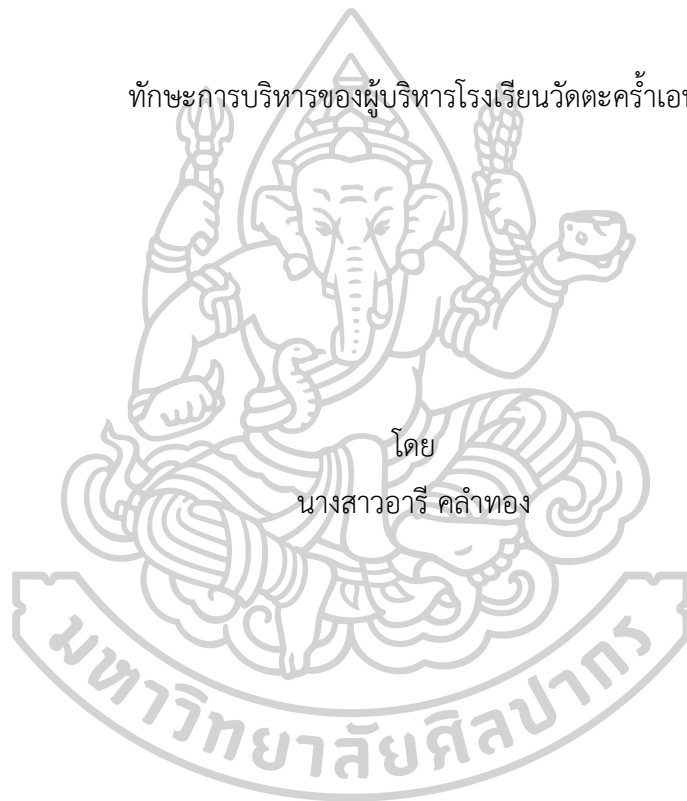 ทักษะการบริหารของผู้บริหารโรงเรียนวัดตะคร้ำเอน
โดย
นางสาวอารี คลำทอง
มหาวิทยาลัยศิลปากร